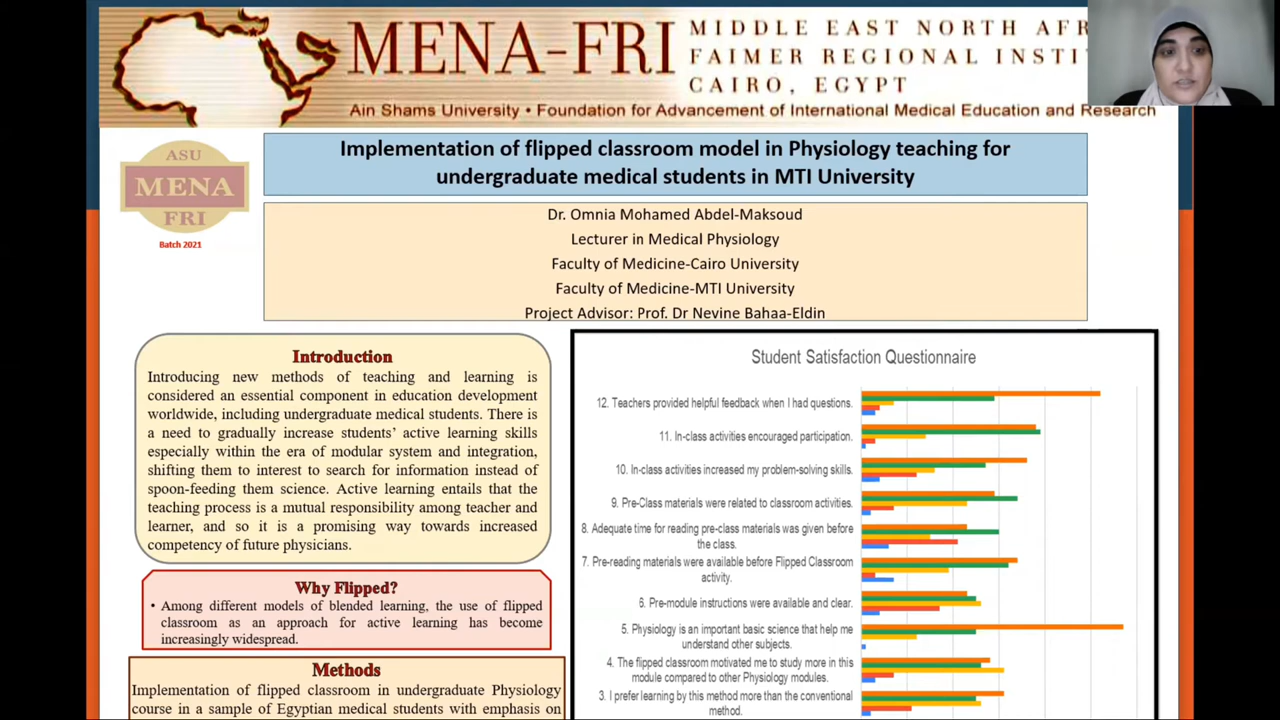 MENA-FRI
MIDDLE EAST NORTH AFR
FAIMER REGIONAL INSTI
CAIRO, EGYPT
Ain Shams University • Foundation for Advancement of International Medical Education and Research
ASU
MENA
FRI
Batch 2021
Implementation of flipped classroom model in Physiology teaching for
undergraduate medical students in MTI University
Dr. Omnia Mohamed Abdel-Maksoud
Lecturer in Medical Physiology
Faculty of Medicine-Cairo University
Faculty of Medicine-MTI University
Project Advisor: Prof. Dr Nevine Bahaa-Eldin
Introduction
Introducing new methods of teaching and learning is
considered an essential component in education development
worldwide, including undergraduate medical students. There is
a need to gradually increase students’ active learning skills
especially within the era of modular system and integration,
shifting them to interest to search for information instead of
spoon-feeding them science. Active learning entails that the
teaching process is a mutual responsibility among teacher and
learner, and so it is a promising way towards increased
competency of future physicians.
Why Flipped?
• Among different models of blended learning, the use of flipped
classroom as an approach for active learning has become
increasingly widespread.
Methods
Implementation of flipped classroom in undergraduate Physiology
course in a sample of Egyptian medical students with emphasis on
Student Satisfaction Questionnaire
12. Teachers provided helpful feedback when I had questions.
11. In-class activities encouraged participation.
10. In-class activities increased my problem-solving skills.
9. Pre-Class materials were related to classroom activities.
8. Adequate time for reading pre-class materials was given before
the class.
7. Pre-reading materials were available before Flipped Classroom
activity.
6. Pre-module instructions were available and clear.
5. Physiology is an important basic science that help me
understand other subjects.
4. The flipped classroom motivated me to study more in this
module compared to other Physiology modules.
3. I prefer learning by this method more than the conventional
method.